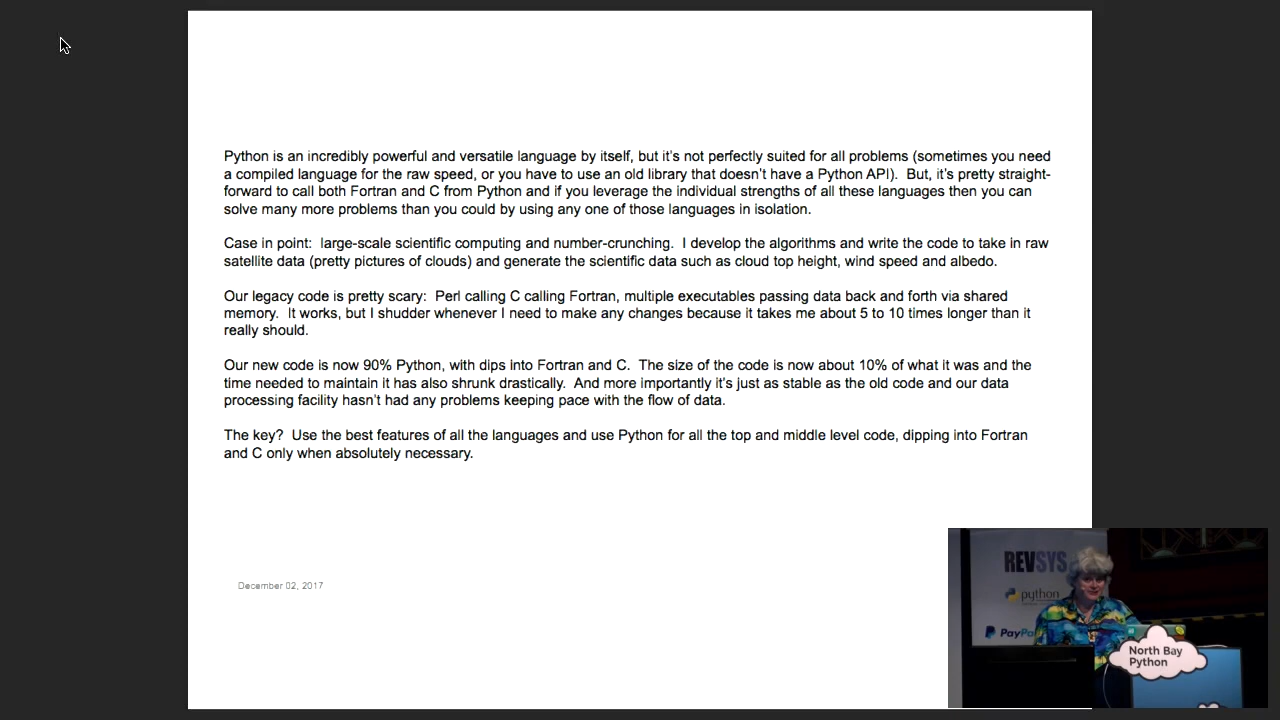 Python is an incredibly powerful and versatile language by itself, but it's not perfectly suited for all problems (sometimes you need
a compiled language for the raw speed, or you have to use an old library that doesn't have a Python API).  But, it's pretty straight-
forward to call both Fortran and C from Python and if you leverage the individual strengths of all these languages then you can
solve many more problems than you could by using any one of those languages in isolation.
Case in point:  large-scale scientific computing and number-crunching.  I develop the algorithms and write the code to take in raw
satellite data (pretty pictures of clouds) and generate the scientific data such as cloud top height, wind speed and albedo.
Our legacy code is pretty scary:  Perl calling C calling Fortran, multiple executables passing data back and forth via shared
memory.  It works, but I shudder whenever I need to make any changes because it takes me about 5 to 10 times longer than it
really should.
Our new code is now 90% Python, with dips into Fortran and C.  The size of the code is now about 10% of what it was and the
time needed to maintain it has also shrunk drastically.  And more importantly it's just as stable as the old code and our data
processing facility hasn't had any problems keeping pace with the flow of data.
The key?  Use the best features of all the languages and use Python for all the top and middle level code, dipping into Fortran
and C only when absolutely necessary.
December 02, 2017
REVSYS
python
PayPal
North Bay
Python